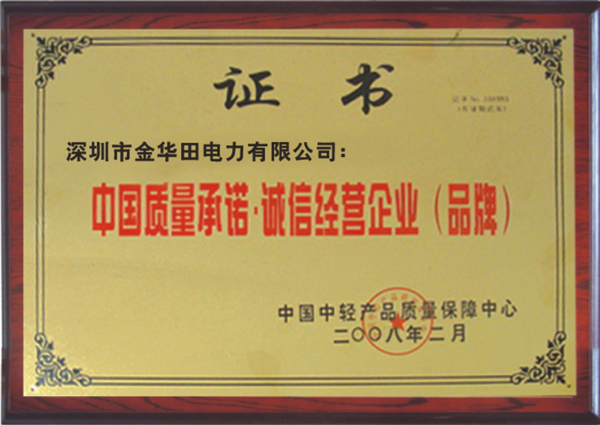 证书
深圳市金华田电力有限公司：
中国质量承诺·诚信经营企业（品牌）
中国中轻产品质量保障中心
二〇〇八年二月